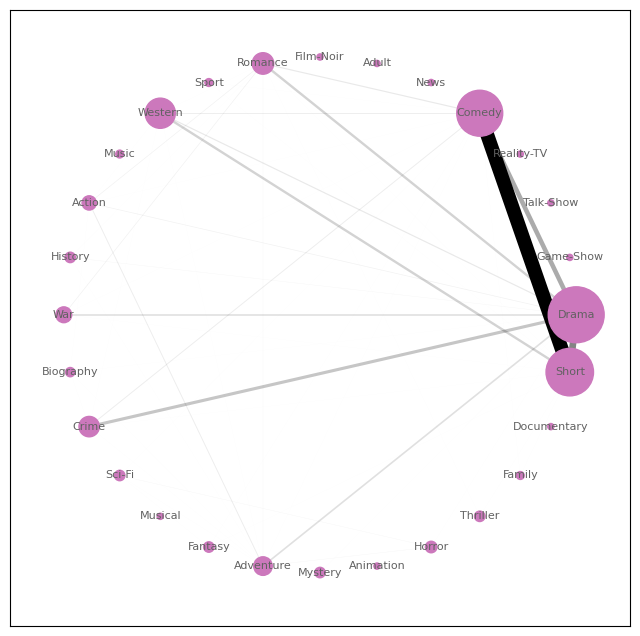 Film-Noir
Romance
Adult
Sport
News
Western
Comedy
Music
Reality-TV
Action
Talk-Show
History
Game-Show
War
Drama
Biography
Short
Crime
Documentary
Sci-Fi
Family
Musical
Thriller
Fantasy
Horror
Adventure
Mystery
Animation